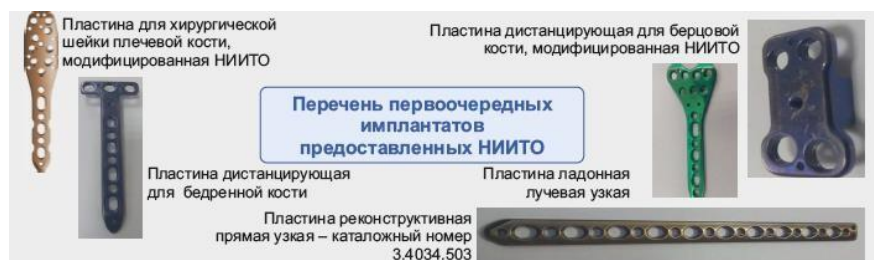 Пластина для хирургической
шейки плечевой кости,
модифицированная НИИТО
Пластина дистанцирующая для берцовой
кости, модифицированная НИИТО
Перечень первоочередных
имплантатов
предоставленных НИИТО
Пластина дистанцирующая
для бедренной кости
Пластина ладонная
лучевая узкая
Пластина реконструктивная
прямая узкая – каталожный номер
3.4034.503